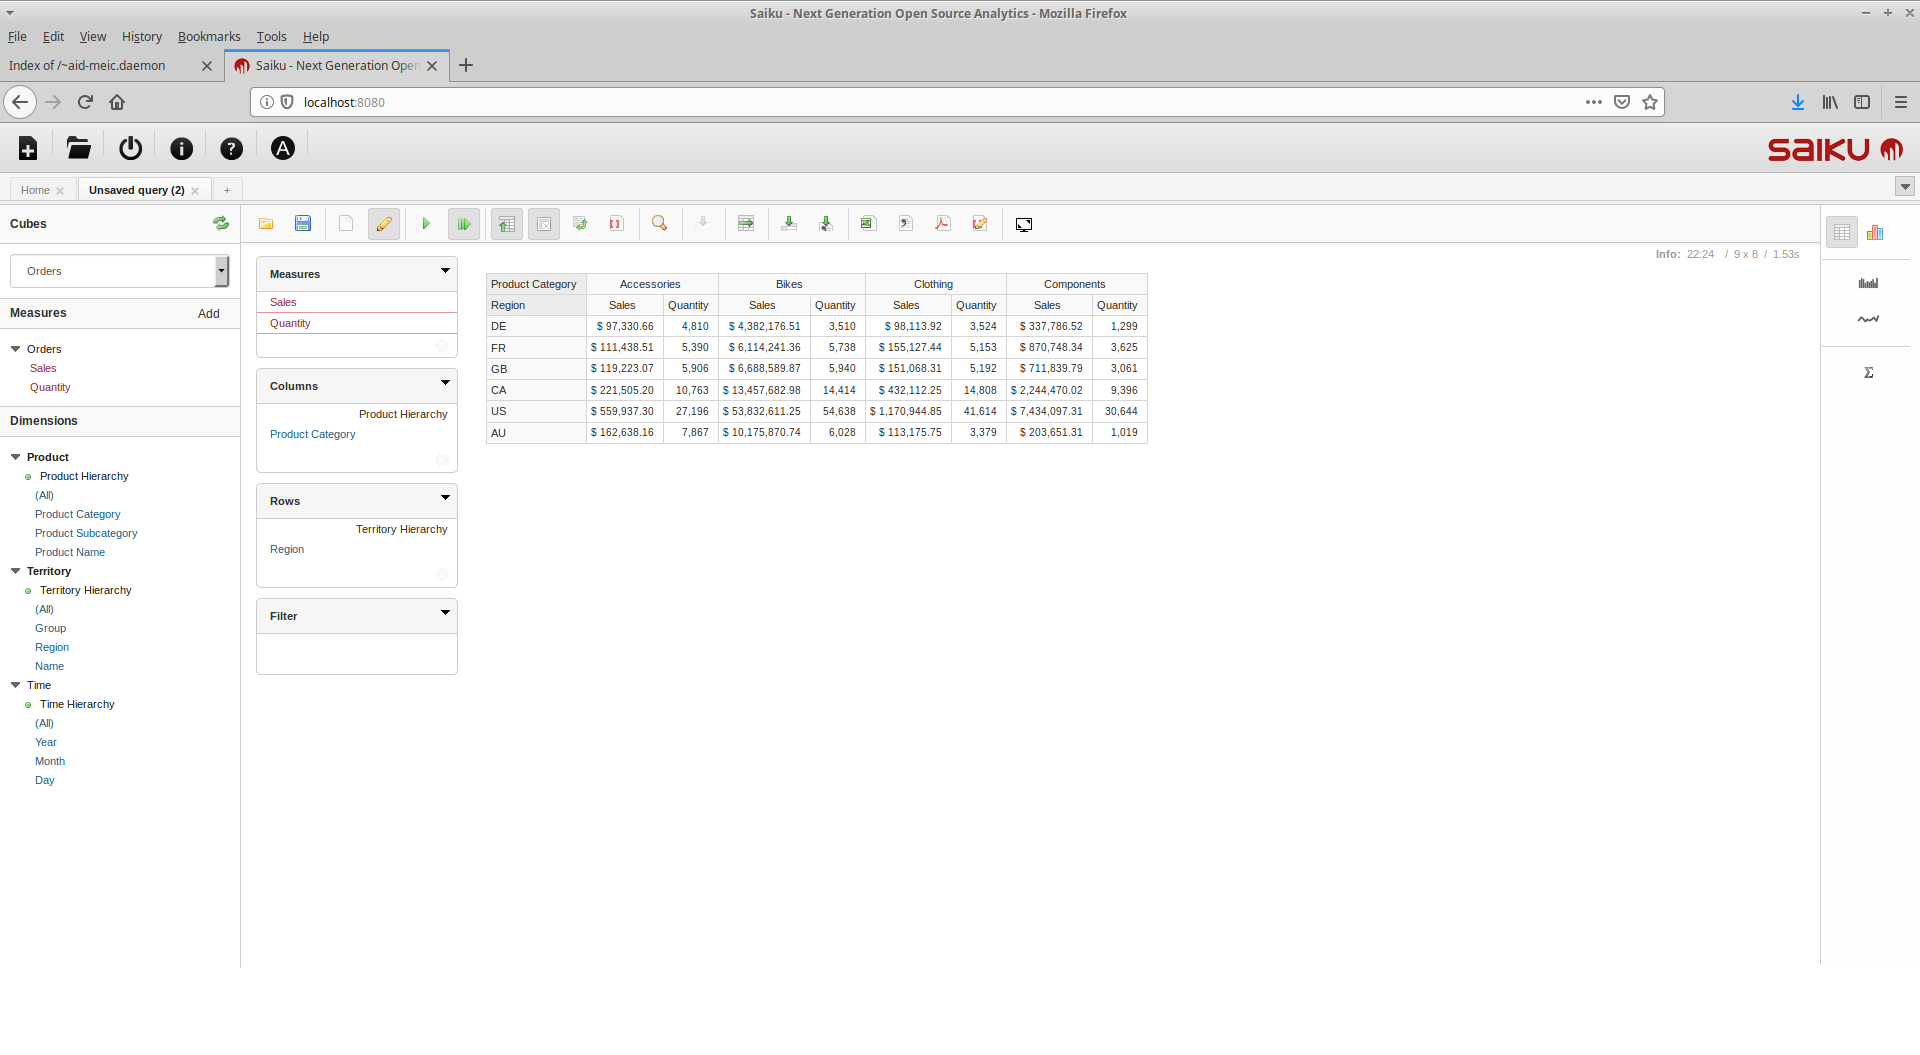 Saiku - Next Generation Open Source Analytics - Mozilla Firefox
File Edit View History Bookmarks Tools Help
Index of /~aid-meic.daemon
Saiku - Next Generation Open
localhost:8080
saiku
Home
Unsaved query (2)
+
Cubes
Orders
Measures Add
Orders
Sales
Quantity
Dimensions
Product
Product Hierarchy
(All)
Product Category
Product Subcategory
Product Name
Territory
Territory Hierarchy
(All)
Group
Region
Name
Time
Time Hierarchy
(All)
Year
Month
Day
Measures
Sales
Quantity
Columns
Product Hierarchy
Product Category
Rows
Territory Hierarchy
Region
Filter
Info: 22:24 / 9 x 8 / 1.53s
Product Category Accessories Bikes Clothing Components
Region Sales Quantity Sales Quantity Sales Quantity Sales Quantity
DE $ 97,330.66 4,810 $ 4,382,176.51 3,510 $ 98,113.92 3,524 $ 337,786.52 1,299
FR $ 111,438.51 5,390 $ 6,114,241.36 5,738 $ 155,127.44 5,153 $ 870,748.34 3,625
GB $ 119,223.07 5,906 $ 6,688,589.87 5,940 $ 151,068.31 5,192 $ 711,839.79 3,061
CA $ 221,505.20 10,763 $ 13,457,682.98 14,414 $ 432,112.25 14,808 $ 2,244,470.02 9,396
US $ 559,937.30 27,196 $ 53,832,611.25 54,638 $ 1,170,944.85 41,614 $ 7,434,097.31 30,644
AU $ 162,638.16 7,867 $ 10,175,870.74 6,028 $ 113,175.75 3,379 $ 203,651.31 1,019
Σ